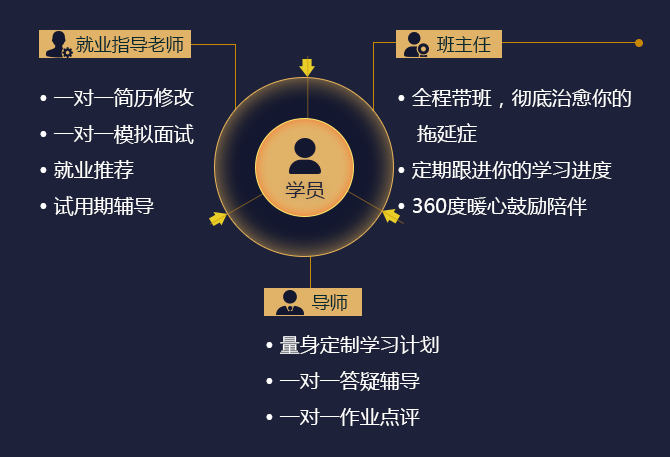 就业指导老师
• 一对一简历修改
• 一对一模拟面试
• 就业推荐
• 试用期辅导
班主任
• 全程带班，彻底治愈你的
拖延症
• 定期跟进你的学习进度
• 360度暖心鼓励陪伴
学员
导师
• 量身定制学习计划
• 一对一答疑辅导
• 一对一作业点评